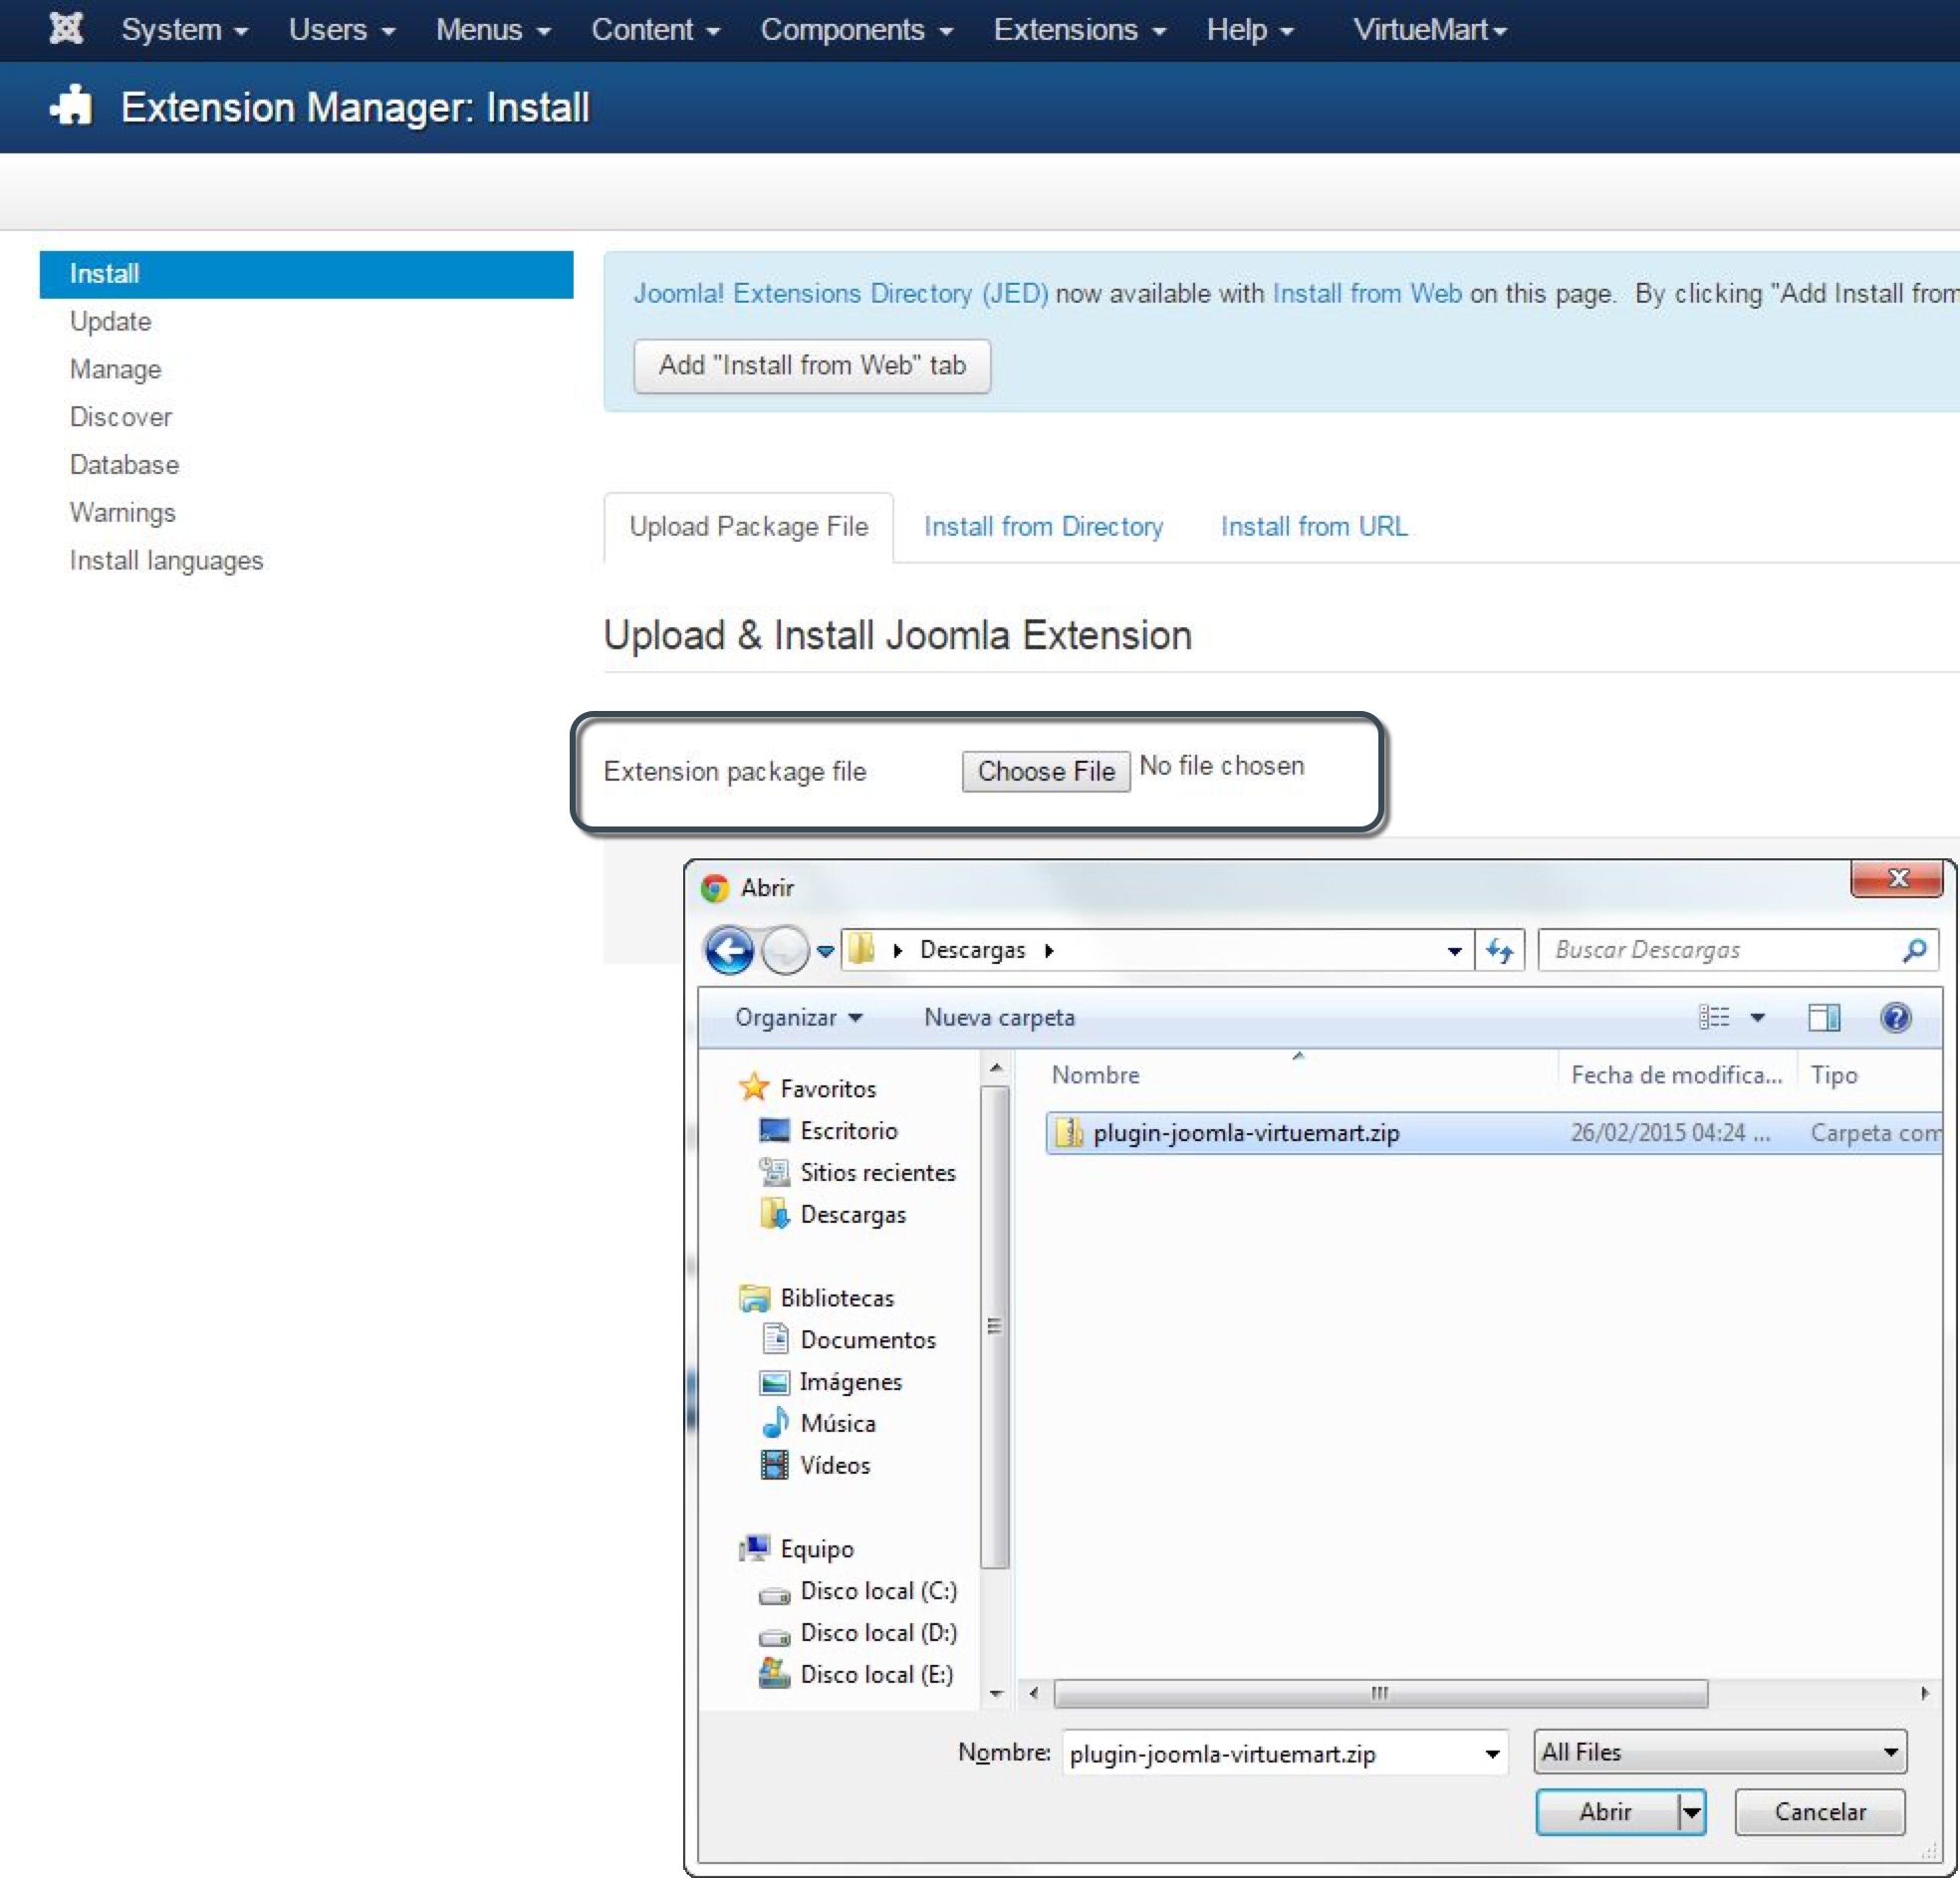 System Users Menus Content Components Extensions Help VirtueMart
Extension Manager: Install
Install
Update
Manage
Discover
Database
Warnings
Install languages
Joomla! Extensions Directory (JED) now available with Install from Web on this page. By clicking "Add Install from
Add "Install from Web" tab
Upload Package File Install from Directory Install from URL
Upload & Install Joomla Extension
Extension package file Choose File No file chosen
Abrir
Descargas Buscar Descargas
Organizar Nueva carpeta
Favoritos
Escritorio
Sitios recientes
Descargas
Bibliotecas
Documentos
Imágenes
Música
Vídeos
Equipo
Disco local (C:)
Disco local (D:)
Disco local (E:)
Nombre Fecha de modifica... Tipo
plugin-joomla-virtuemart.zip 26/02/2015 04:24 ... Carpeta com
Nombre: plugin-joomla-virtuemart.zip All Files
Abrir Cancelar